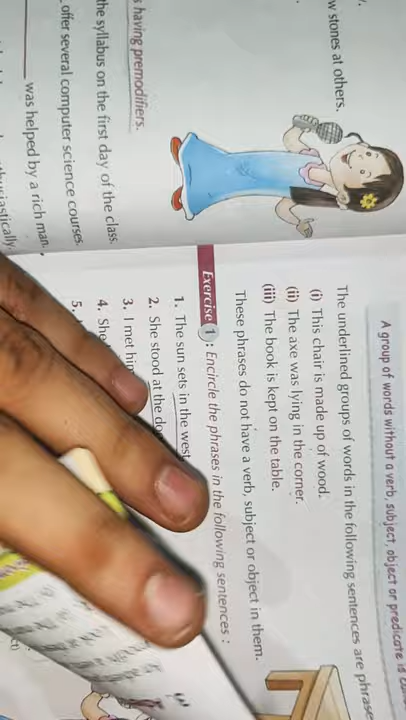 w stones at others.
having premodifiers.
the syllabus on the first day of the class.
offer several computer science courses.
was helped by a rich man.
A group of words without a verb, subject, object or predicate is
The underlined groups of words in the following sentences are phrase
(i) This chair is made up of wood.
(ii) The axe was lying in the corner.
(iii) The book is kept on the table.
These phrases do not have a verb, subject or object in them.
Exercise 1 . Encircle the phrases in the following sentences :
1. The sun sets in the west
2. She stood at the do
3. I met him
4. She
5.